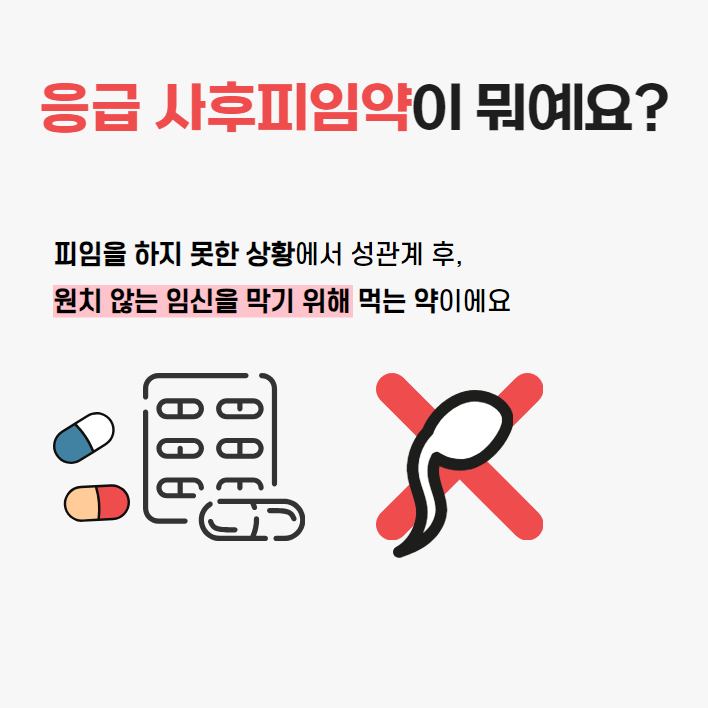 응급 사후피임약이 뭐예요?
피임을 하지 못한 상황에서 성관계 후,
원치 않는 임신을 막기 위해 먹는 약이에요